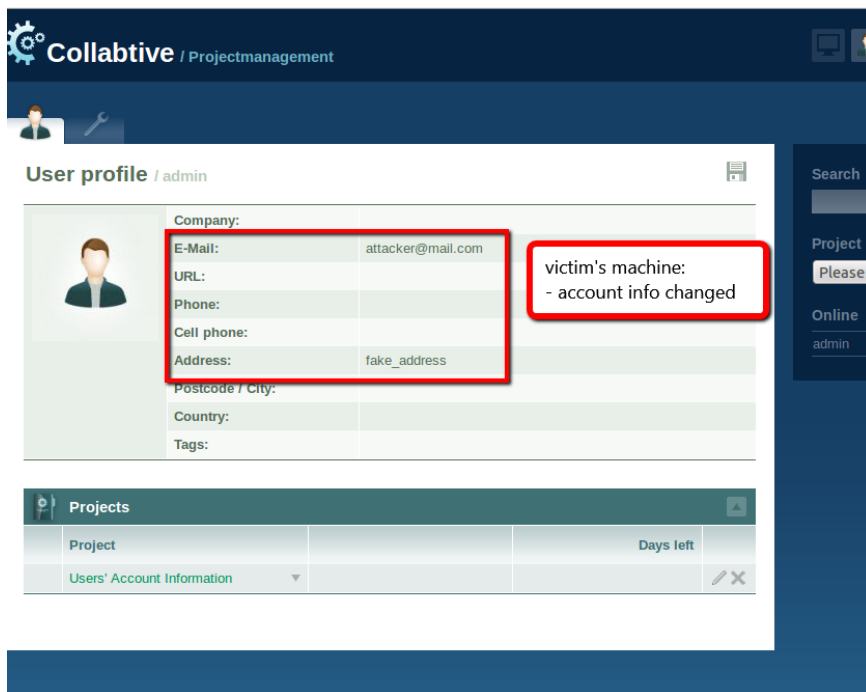 Collabtive / Projectmanagement
User profile / admin
Search
Company:
E-Mail: attacker@mail.com
URL:
Phone:
Cell phone:
Address: fake_address
Postcode / City:
Country:
Tags:
victim's machine:
- account info changed
Project
Please
Online
admin
Projects
Project Days left
Users' Account Information